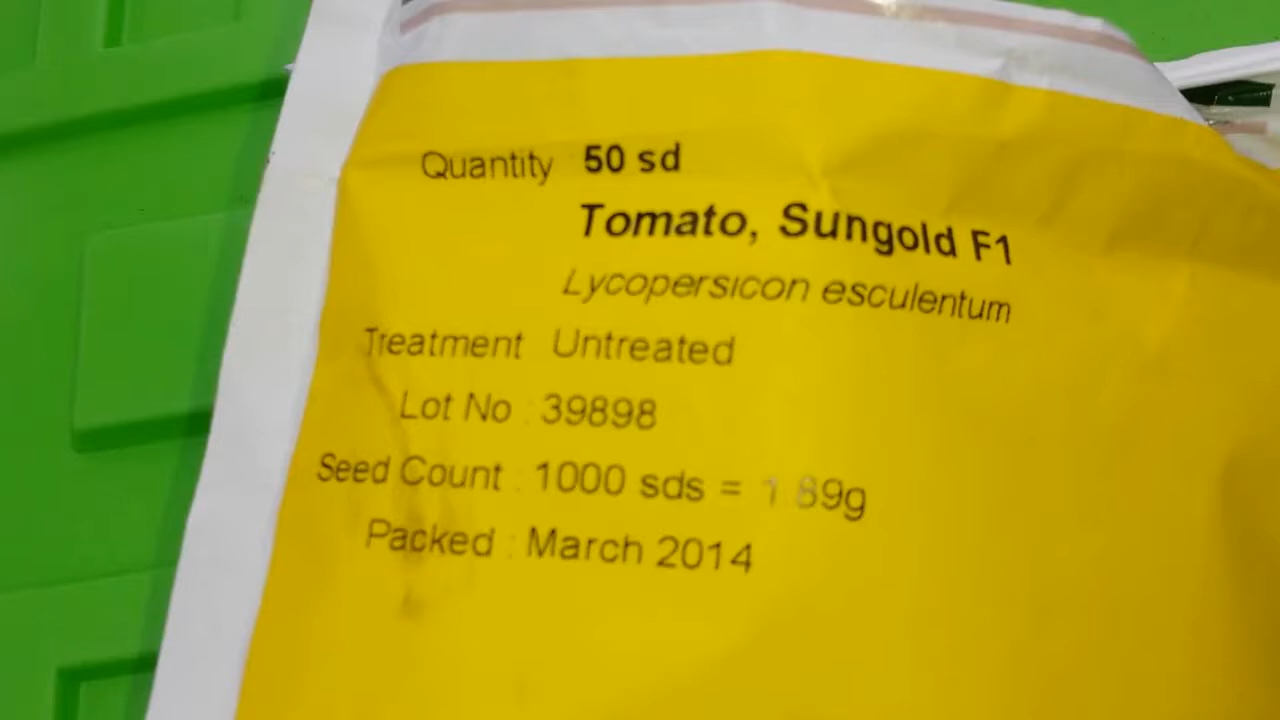 Quantity 50 sd
Tomato, Sungold F1
Lycopersicon esculentum
Treatment Untreated
Lot No : 39898
Seed Count : 1000 sds = 1.89g
Packed : March 2014